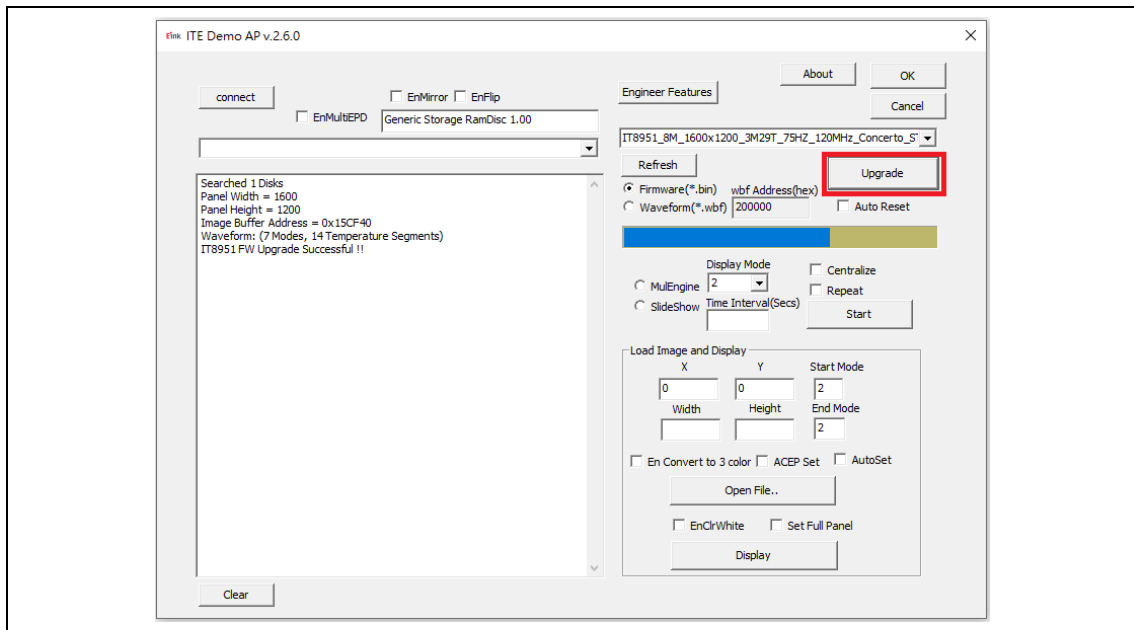 Eink ITE Demo AP v.2.6.0
connect
EnMirror EnFlip
EnMultiEPD
Generic Storage RamDisc 1.00
Searched 1 Disks
Panel Width = 1600
Panel Height = 1200
Image Buffer Address = 0x15CF40
Waveform: (7 Modes, 14 Temperature Segments)
IT8951 FW Upgrade Successful !!
Clear
About
OK
Engineer Features
Cancel
IT8951_8M_1600x1200_3M29T_75HZ_120MHz_Concerto_S
Refresh
Upgrade
Firmware(*.bin) wbf Address(hex)
Waveform(*.wbf) 200000
Auto Reset
Display Mode
Centralize
MulEngine 2
Repeat
SlideShow Time Interval(Secs)
Start
Load Image and Display
X Y Start Mode
0 0 2
Width Height End Mode
2
En Convert to 3 color ACEP Set AutoSet
Open File..
EnClrWhite Set Full Panel
Display